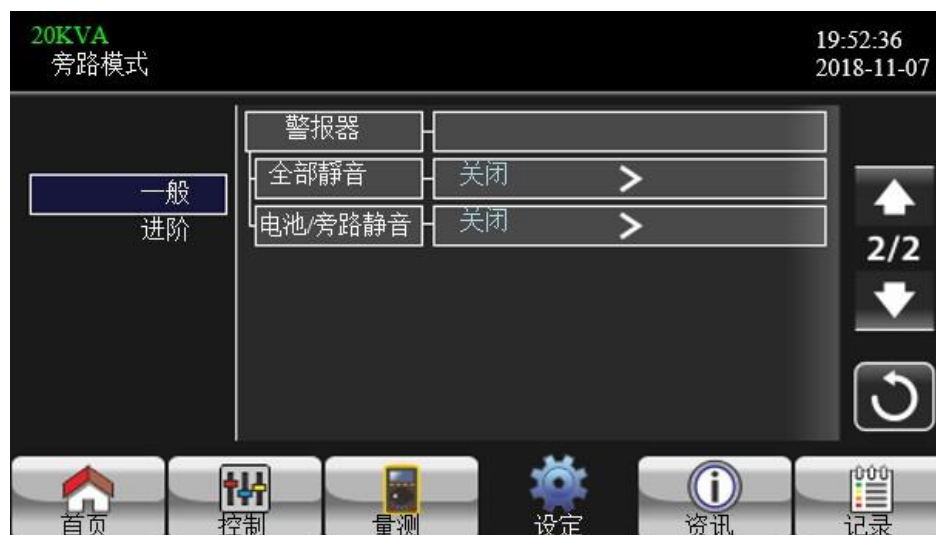 20KVA
旁路模式
19:52:36
2018-11-07
警报器
全部靜音 关闭 >
电池/旁路静音 关闭 >
一般
进阶
2/2
首页 控制 量测 设定 资讯 记录